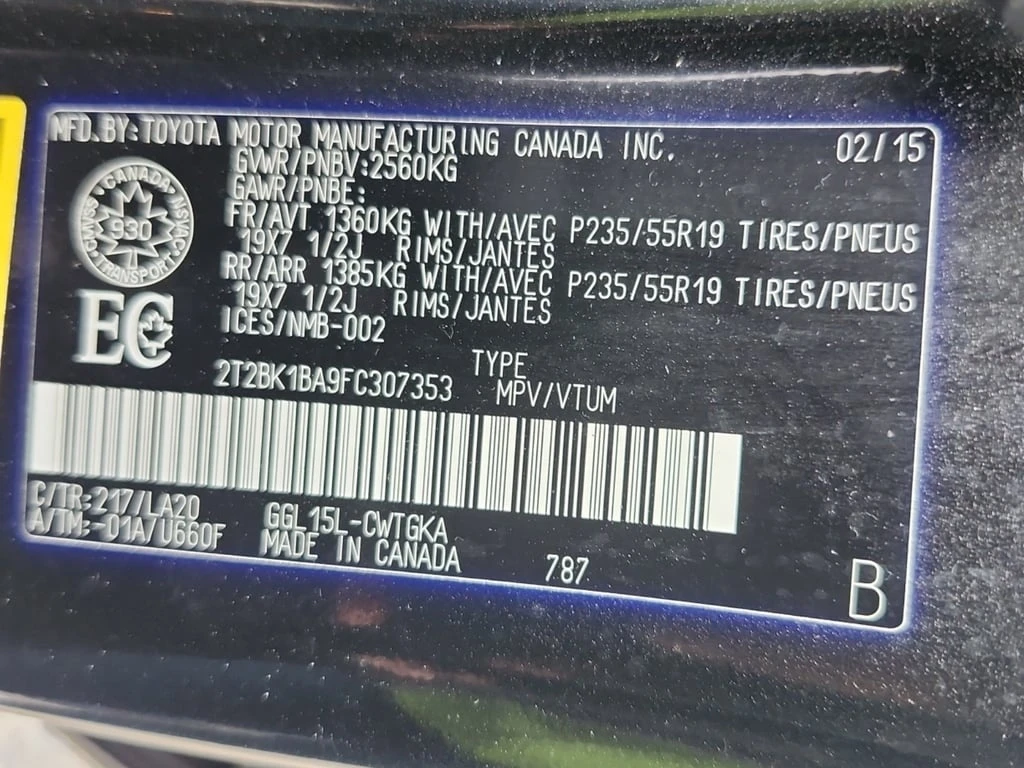 MFD. BY: TOYOTA MOTOR MANUFACTURING CANADA INC. 02/15
GVWR/PNBV: 2560KG
GAWR/PNBE:
FR/AVT 1360KG WITH/AVEC P235/55R19 TIRES/PNEUS
19X7 1/2J RIMS/JANTES
RR/ARR 1385KG WITH/AVEC P235/55R19 TIRES/PNEUS
19X7 1/2J RIMS/JANTES
ICES/NMB-002
CANADA
930
TRANSPORT
EC
TYPE
2T2BK1BA9FC307353 MPV/VTUM
C/TR: 217/LA20 GGL15L-CWTGKA
A/TM: -01A/U660F MADE IN CANADA 787
B